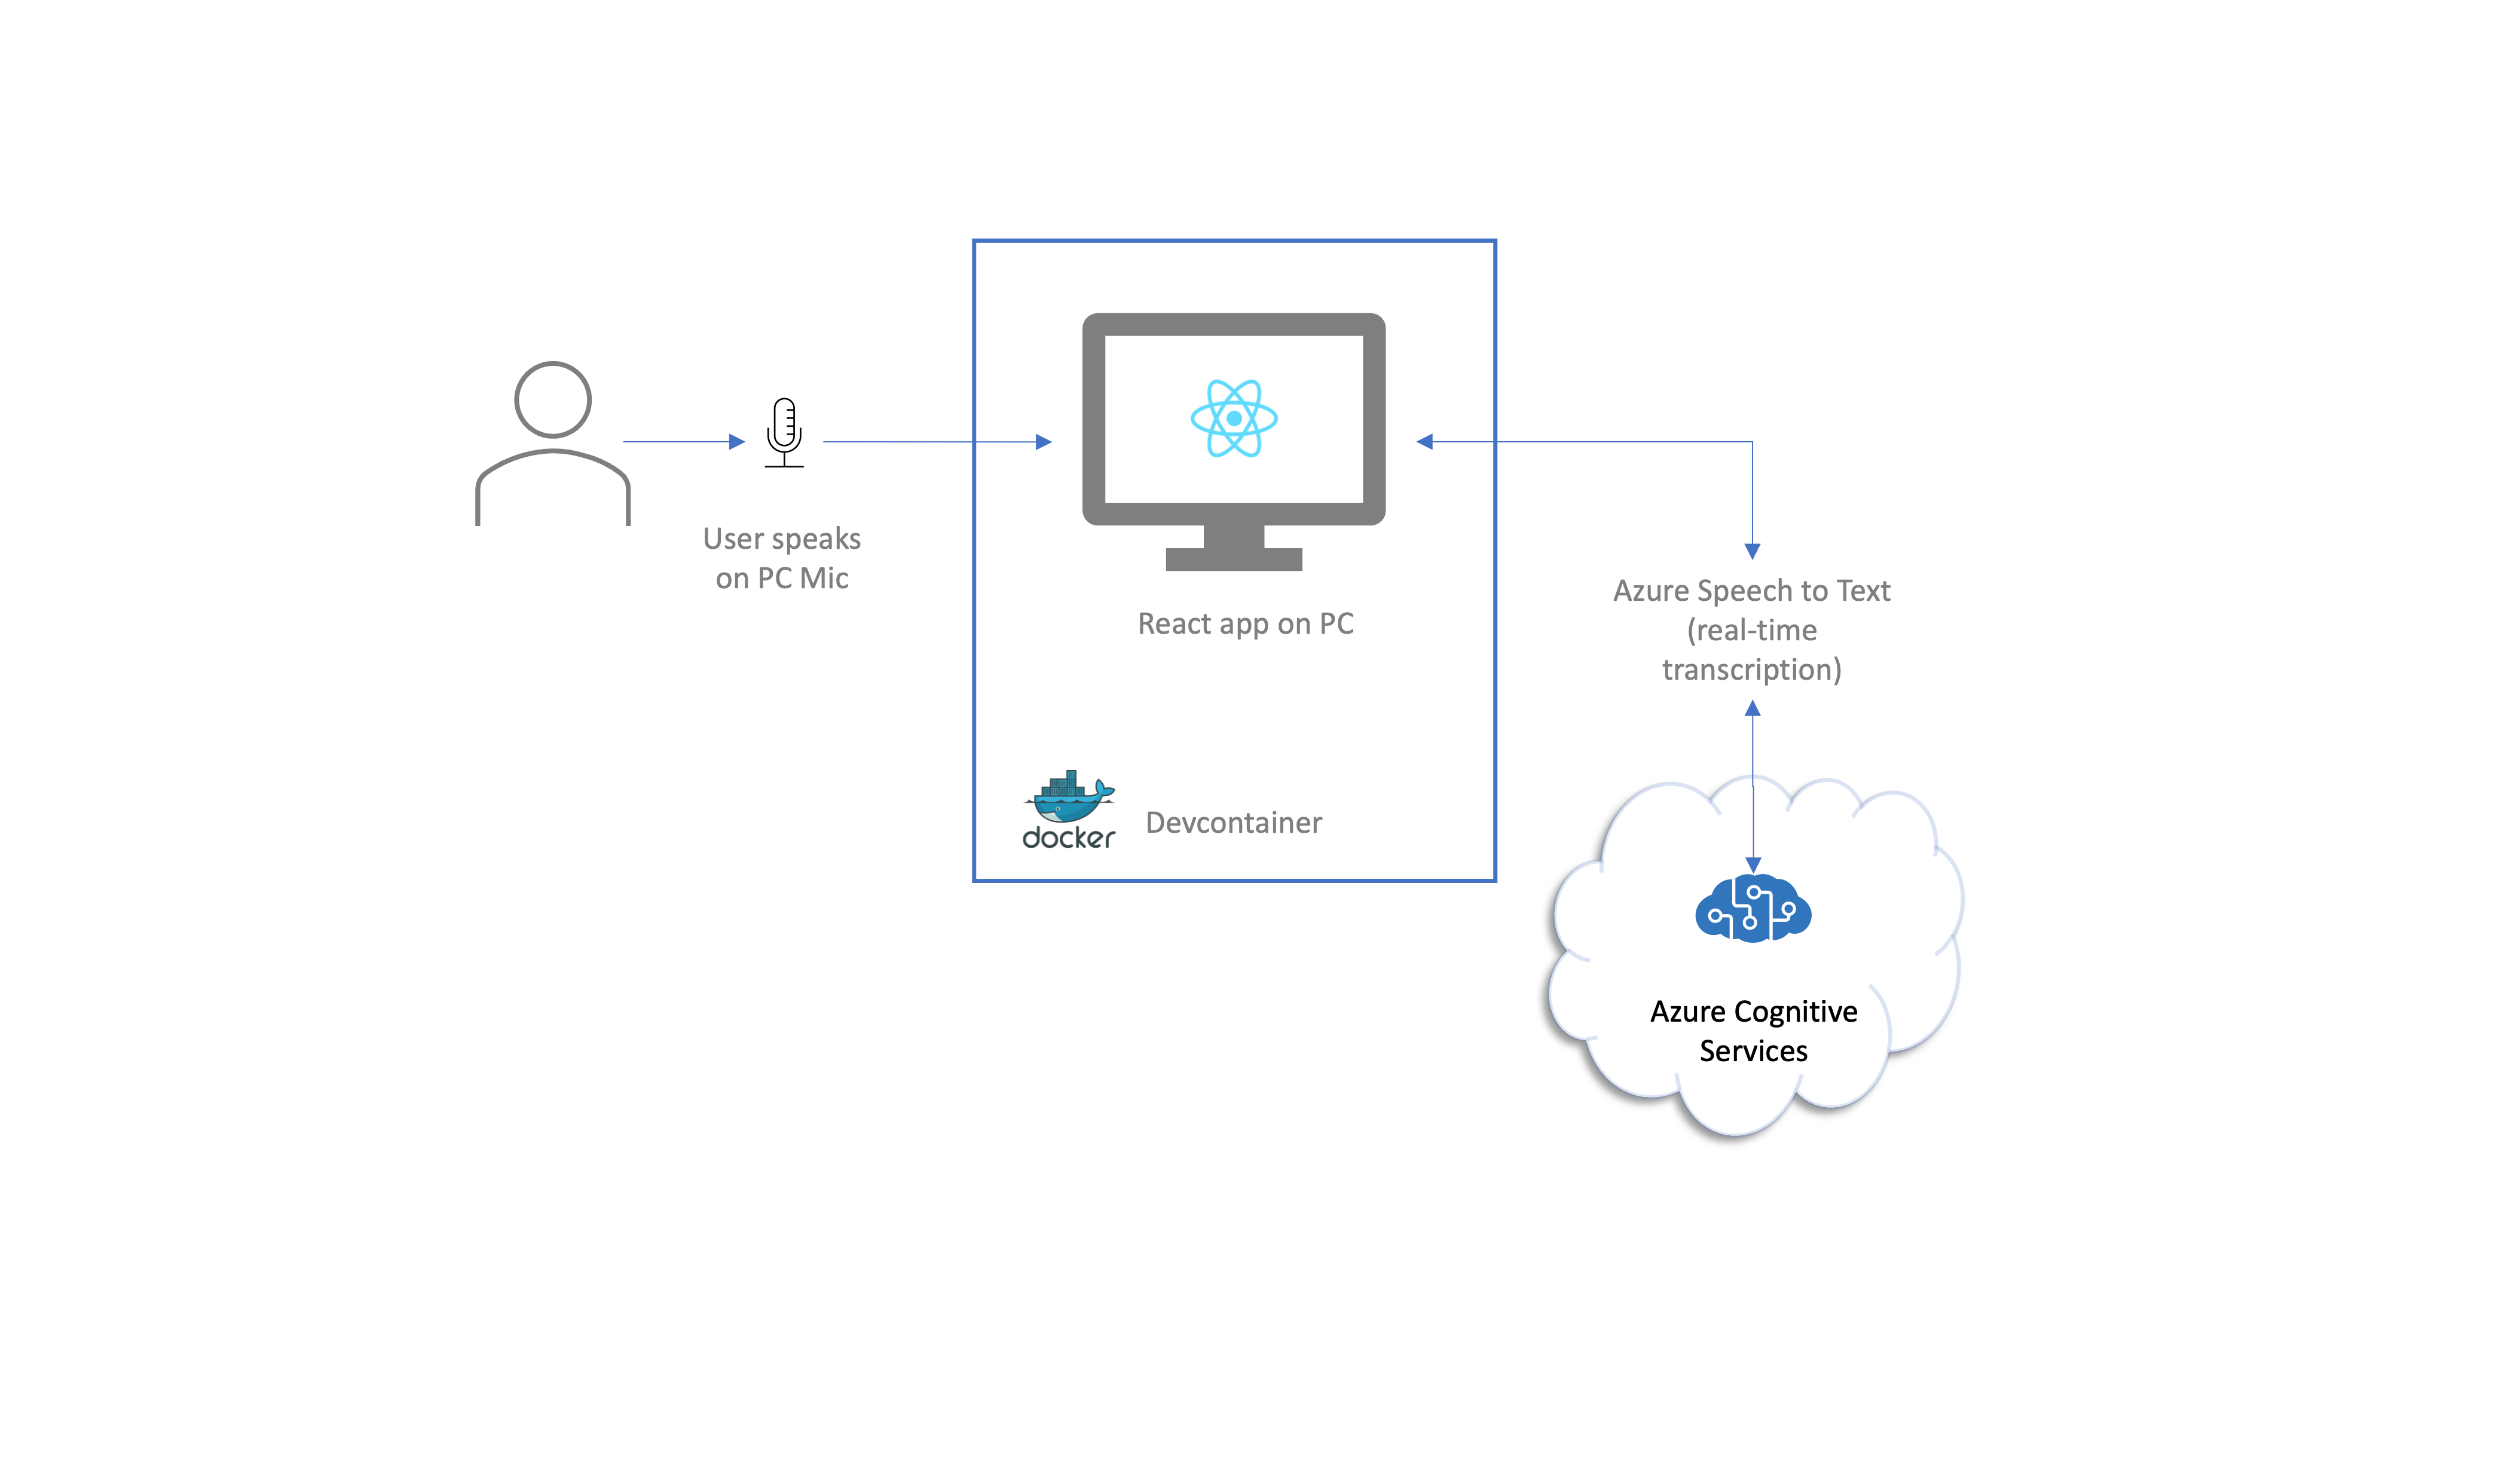 User speaks
on PC Mic
React app on PC
docker
Devcontainer
Azure Speech to Text
(real-time
transcription)
Azure Cognitive
Services